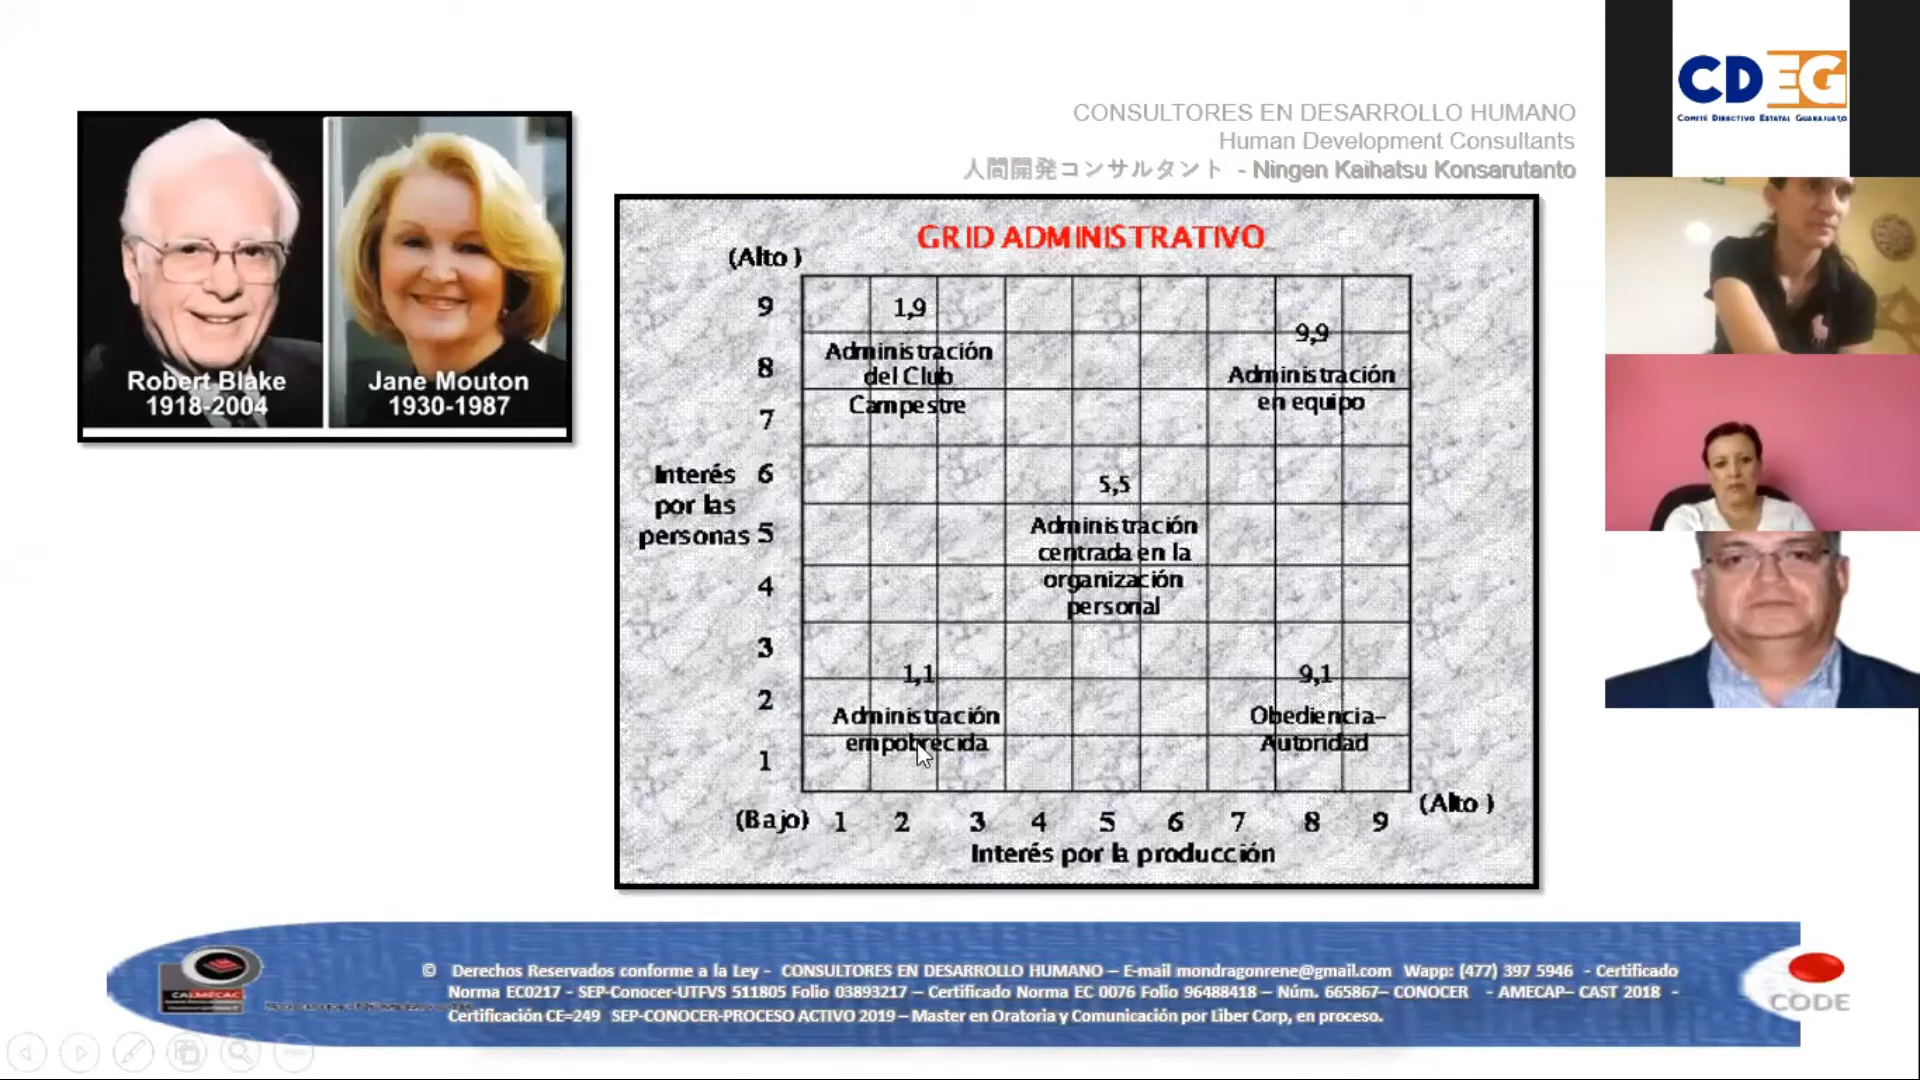 CDEG
Comité Directivo Estatal Guanajuato
CONSULTORES EN DESARROLLO HUMANO
Human Development Consultants
人間開発コンサルタント - Ningen Kaihatsu Konsarutanto
Robert Blake
1918-2004
Jane Mouton
1930-1987
GRID ADMINISTRATIVO
(Alto )
9
8
7
6
5
4
3
2
1
Interés
por las
personas
1,9
Administración
del Club
Campestre
9,9
Administración
en equipo
5,5
Administración
centrada en la
organización
personal
1,1
Administración
empobrecida
9,1
Obediencia-
Autoridad
(Bajo) 1 2 3 4 5 6 7 8 9 (Alto )
Interés por la producción
CALMECAC
© Derechos Reservados conforme a la Ley - CONSULTORES EN DESARROLLO HUMANO – E-mail mondragonrene@gmail.com Wapp: (477) 397 5946 - Certificado
Norma EC0217 - SEP-Conocer-UTFVS 511805 Folio 03893217 – Certificado Norma EC 0076 Folio 96488418 – Núm. 665867– CONOCER - AMECAP– CAST 2018 -
Certificación CE=249 SEP-CONOCER-PROCESO ACTIVO 2019 – Master en Oratoria y Comunicación por Liber Corp, en proceso.
CODE